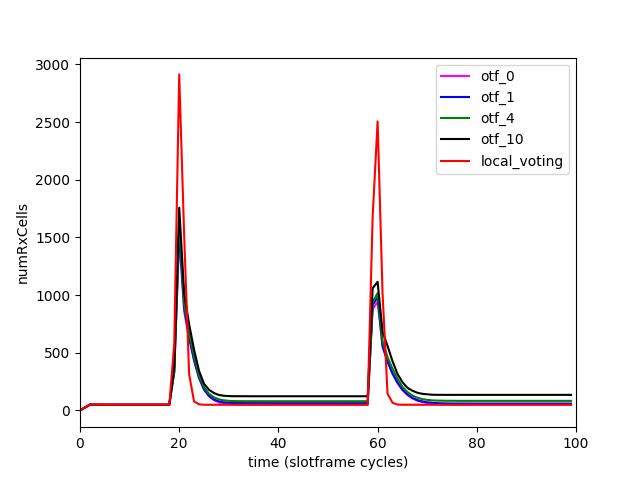 3000
2500
2000
1500
1000
500
0
numRxCells
0 20 40 60 80 100
time (slotframe cycles)
otf_0
otf_1
otf_4
otf_10
local_voting